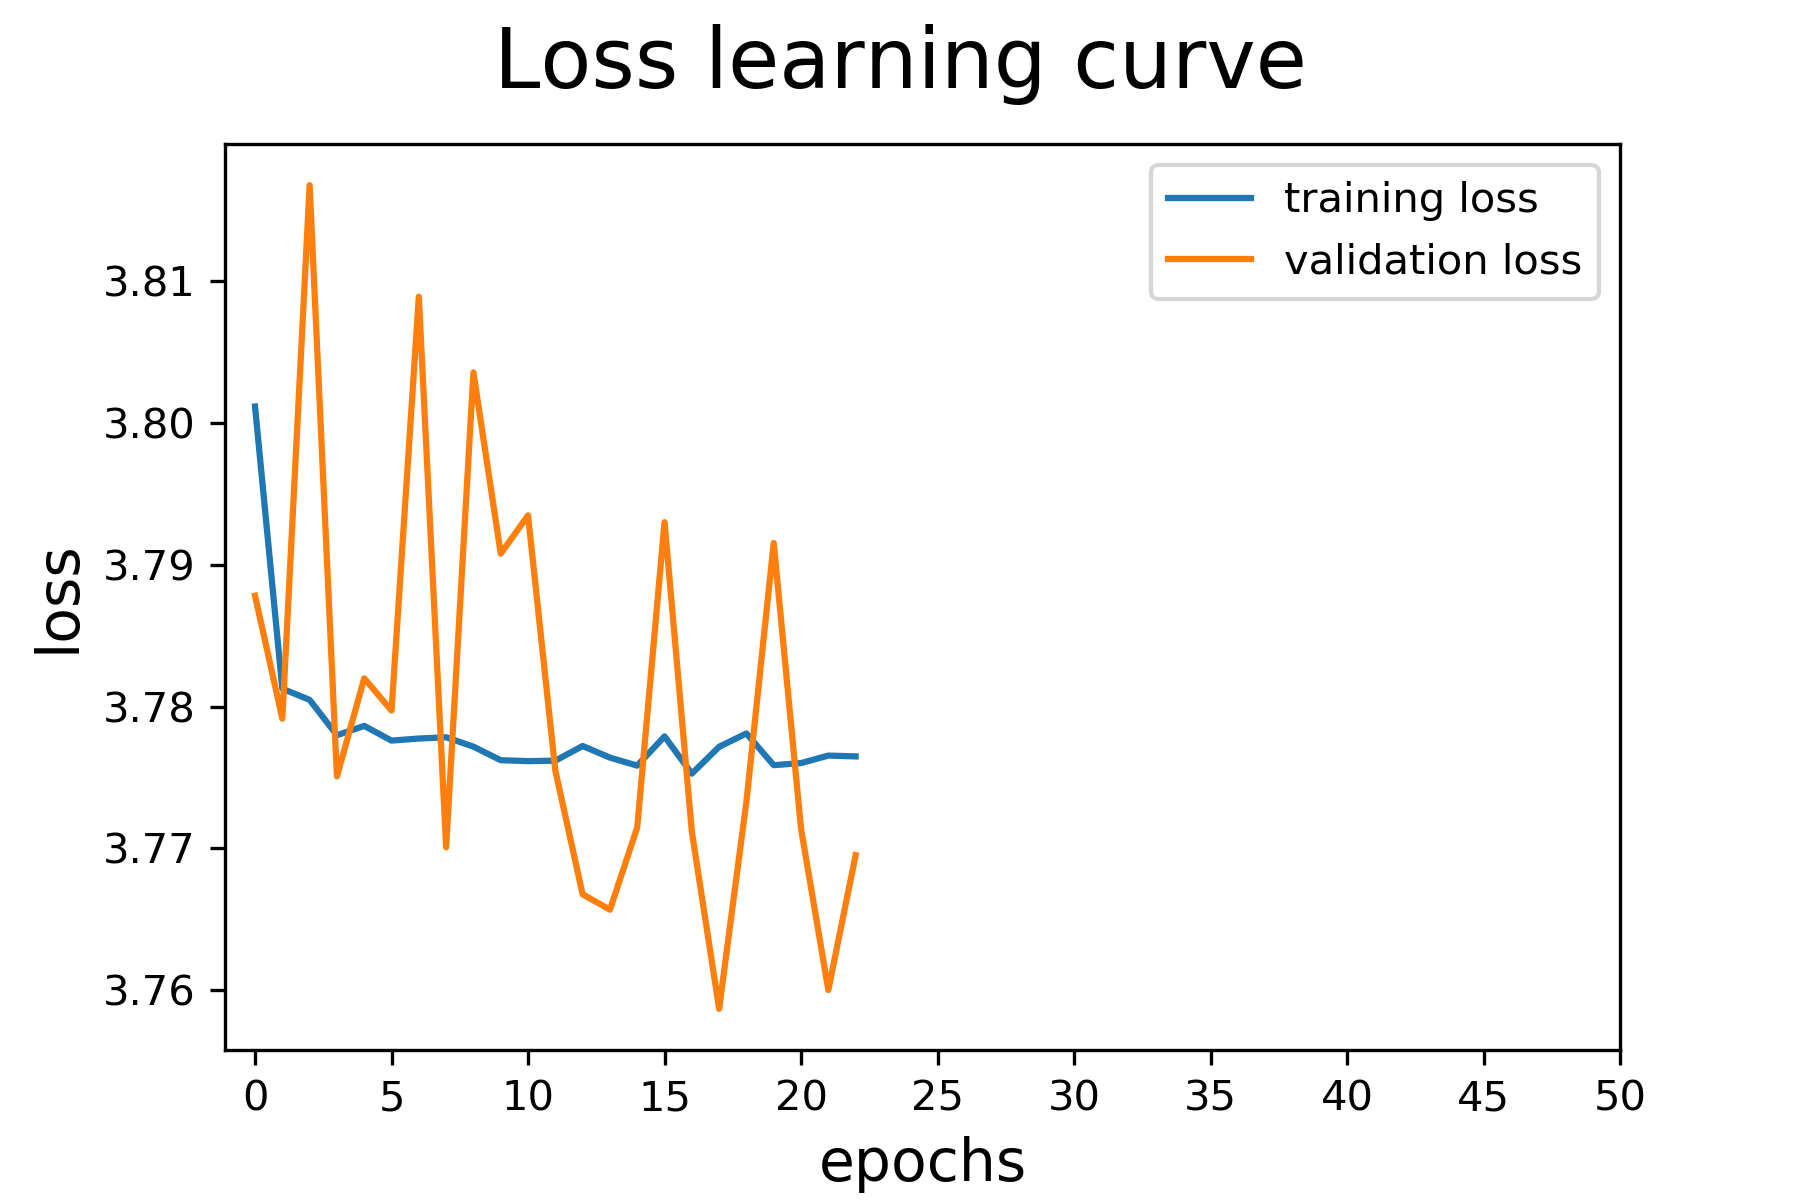 Loss learning curve
training loss
validation loss
3.81
3.80
3.79
3.78
3.77
3.76
loss
0 5 10 15 20 25 30 35 40 45 50
epochs